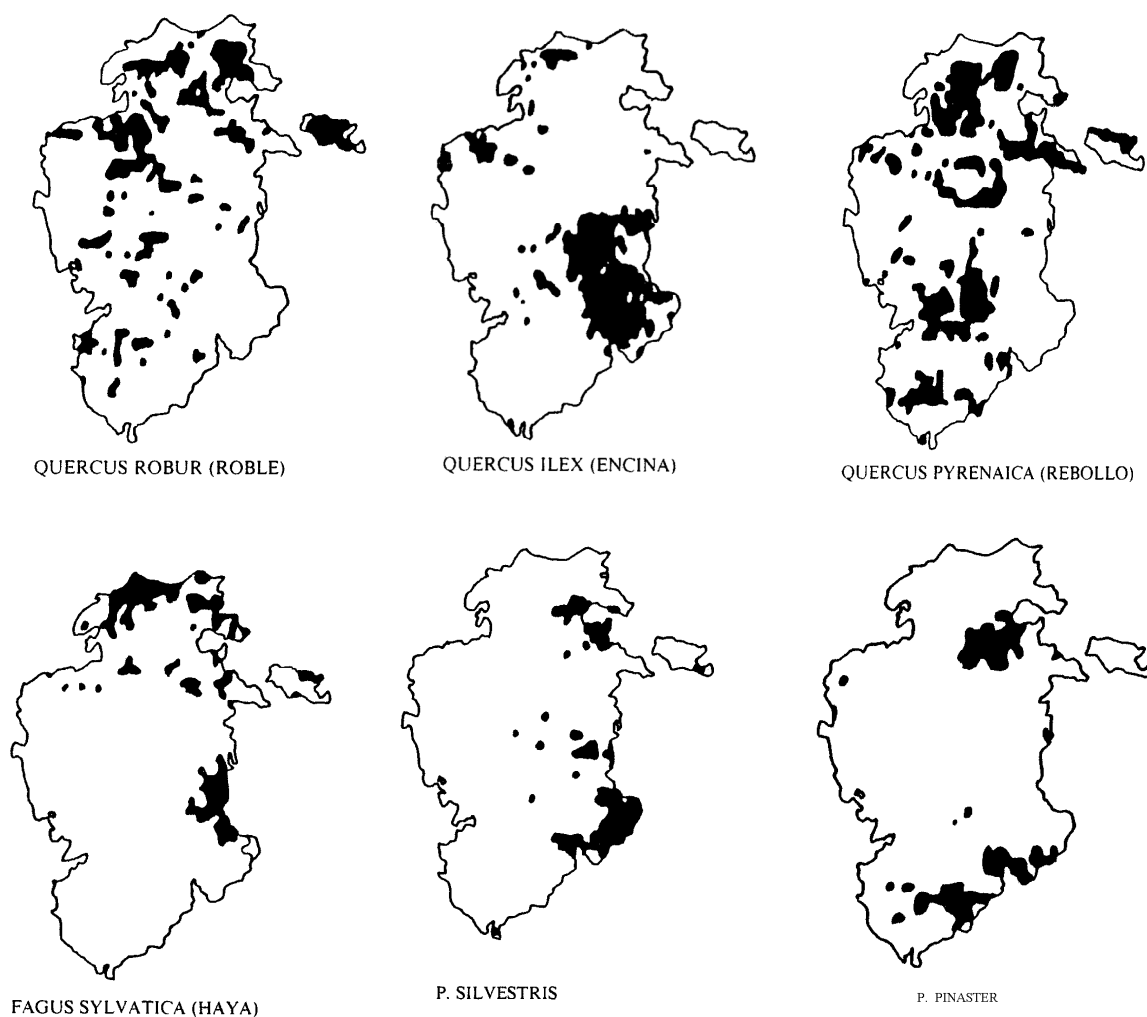 QUERCUS ROBUR (ROBLE)
QUERCUS ILEX (ENCINA)
QUERCUS PYRENAICA (REBOLLO)
FAGUS SYLVATICA (HAYA)
P. SILVESTRIS
P. PINASTER